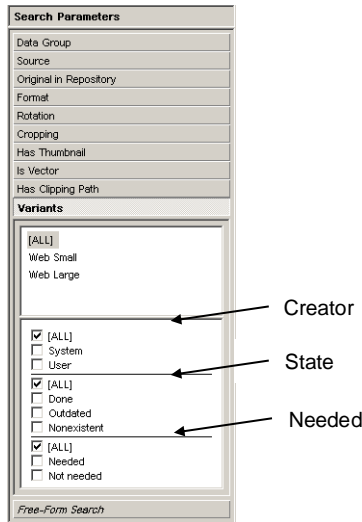 Search Parameters
Data Group
Source
Original in Repository
Format
Rotation
Cropping
Has Thumbnail
Is Vector
Has Clipping Path
Variants
[ALL]
Web Small
Web Large
Creator
[ALL]
System
User
State
[ALL]
Done
Outdated
Nonexistent
Needed
[ALL]
Needed
Not needed
Free-Form Search